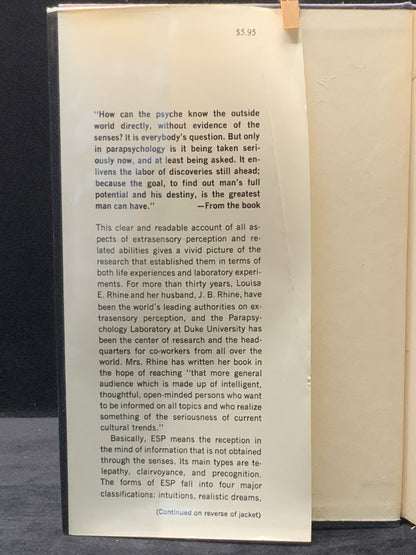 $5.95
"How can the psyche know the outside
world directly, without evidence of the
senses? It is everybody's question. But only
in parapsychology is it being taken seri-
ously now, and at least being asked. It en-
livens the labor of discoveries still ahead;
because the goal, to find out man's full
potential and his destiny, is the greatest
man can have." —From the book
This clear and readable account of all as-
pects of extrasensory perception and re-
lated abilities gives a vivid picture of the
research that established them in terms of
both life experiences and laboratory experi-
ments. For more than thirty years, Louisa
E. Rhine and her husband, J. B. Rhine, have
been the world's leading authorities on ex-
trasensory perception, and the Parapsy-
chology Laboratory at Duke University has
been the center of research and the head-
quarters for co-workers from all over the
world. Mrs. Rhine has written her book in
the hope of reaching "that more general
audience which is made up of intelligent,
thoughtful, open-minded persons who want
to be informed on all topics and who realize
something of the seriousness of current
cultural trends."
Basically, ESP means the reception in
the mind of information that is not obtained
through the senses. Its main types are te-
lepathy, clairvoyance, and precognition.
The forms of ESP fall into four major
classifications: intuitions, realistic dreams,
(Continued on reverse of jacket)